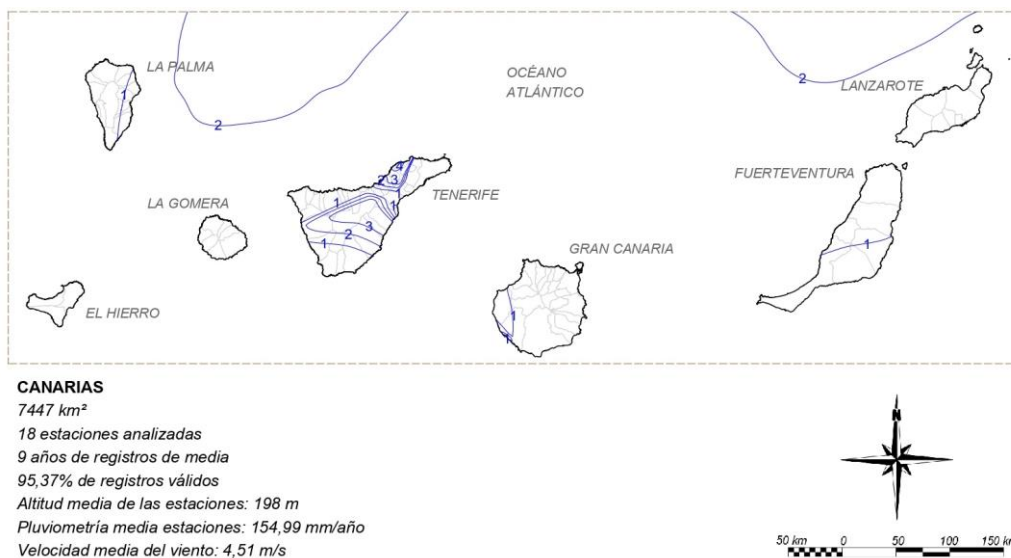 LA PALMA
OCÉANO
ATLÁNTICO
2
LANZAROTE
1
2
4
2 3
FUERTEVENTURA
TENERIFE
1
1
1
LA GOMERA
3
2
1
1
GRAN CANARIA
EL HIERRO
1
1
CANARIAS
7447 km²
18 estaciones analizadas
9 años de registros de media
95,37% de registros válidos
Altitud media de las estaciones: 198 m
Pluviometría media estaciones: 154,99 mm/año
Velocidad media del viento: 4,51 m/s
N
50 km 0 50 100 150 km